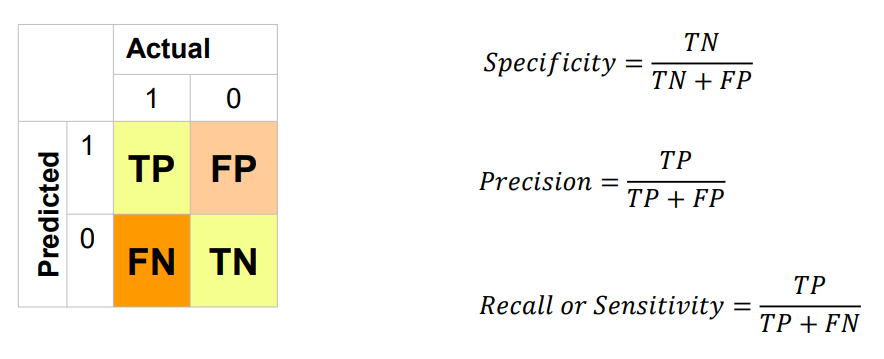 Actual
1 0
Predicted
1 TP FP
0 FN TN
Specificity = TN / TN + FP
Precision = TP / TP + FP
Recall or Sensitivity = TP / TP + FN